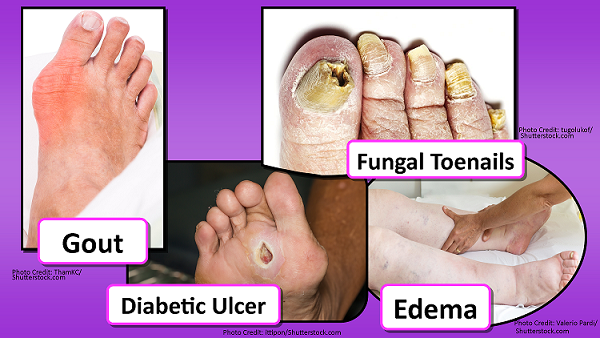 Photo Credit: tugolukof/
Shutterstock.com
Fungal Toenails
Gout
Photo Credit: ThamKC/
Shutterstock.com
Diabetic Ulcer
Edema
Photo Credit: ittipon/Shutterstock.com
Photo Credit: Valerio Pardi/
Shutterstock.com